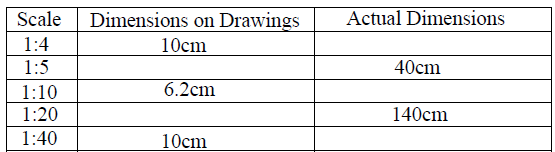 Scale Dimensions on Drawings Actual Dimensions
1:4 10cm
1:5 40cm
1:10 6.2cm
1:20 140cm
1:40 10cm